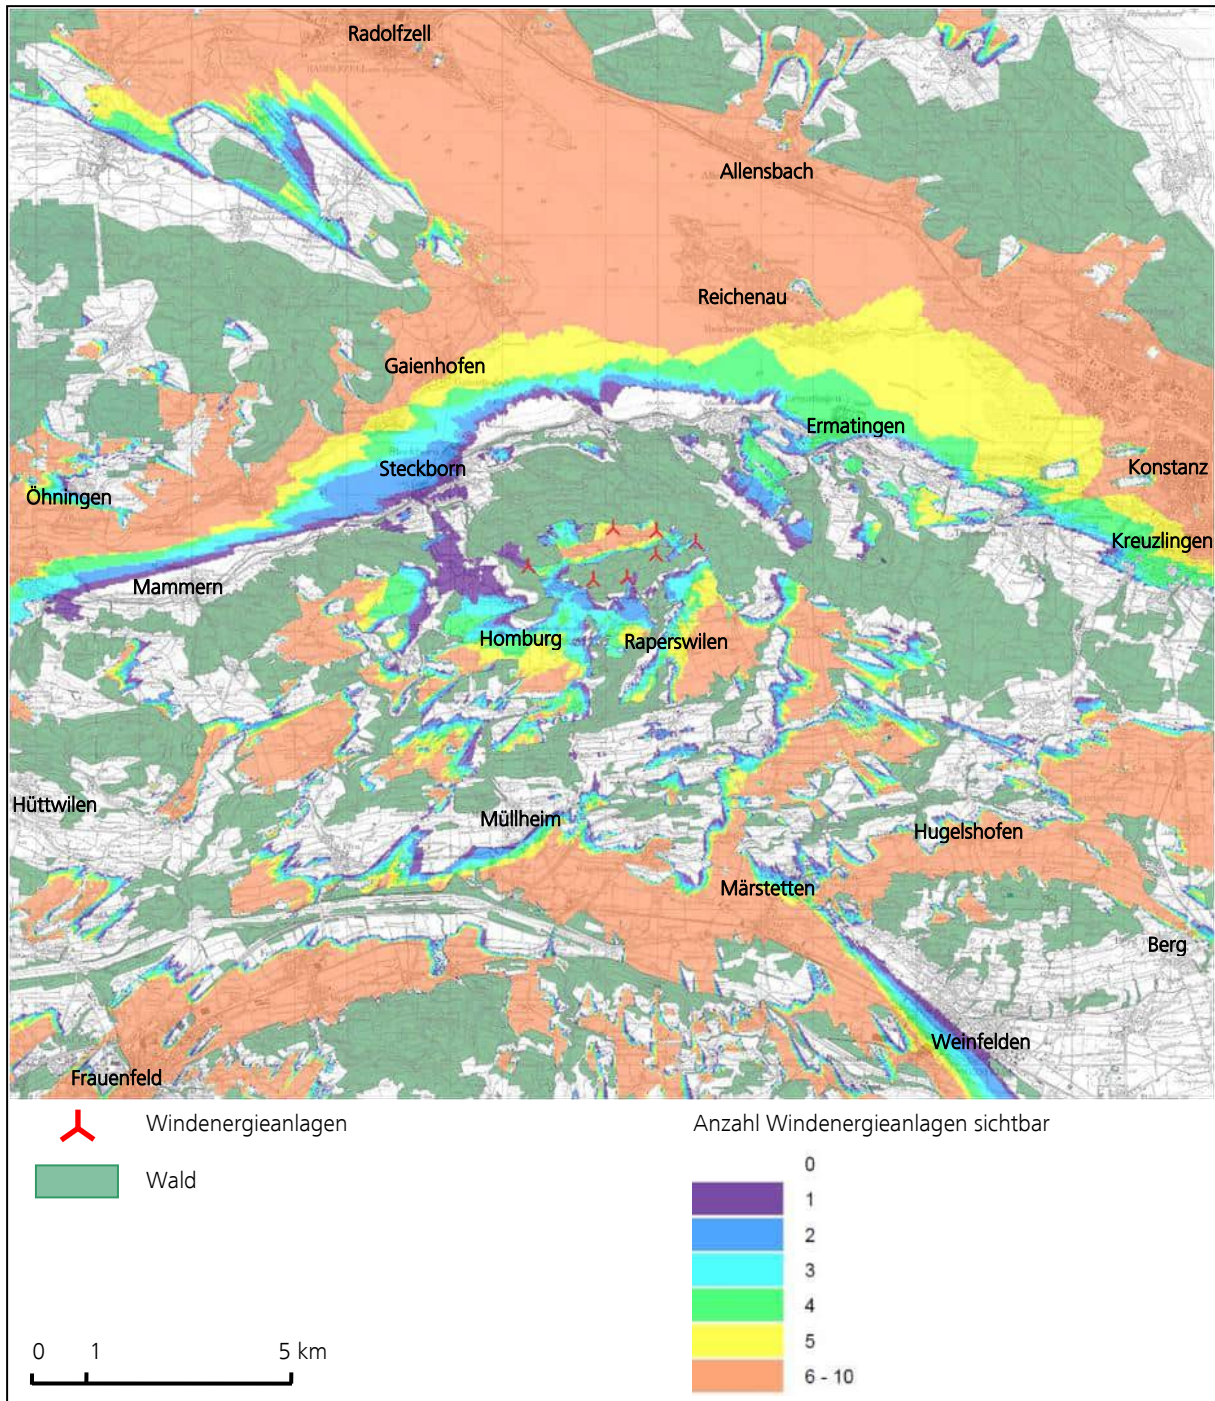 Radolfzell
Allensbach
Reichenau
Gaienhofen
Ermatingen
Steckborn
Konstanz
Öhningen
Kreuzlingen
Mammern
Homburg
Raperswilen
Hüttwilen
Müllheim
Hugelshofen
Märstetten
Berg
Weinfelden
Frauenfeld
Windenergieanlagen
Wald
0 1 5 km
Anzahl Windenergieanlagen sichtbar
0
1
2
3
4
5
6 - 10